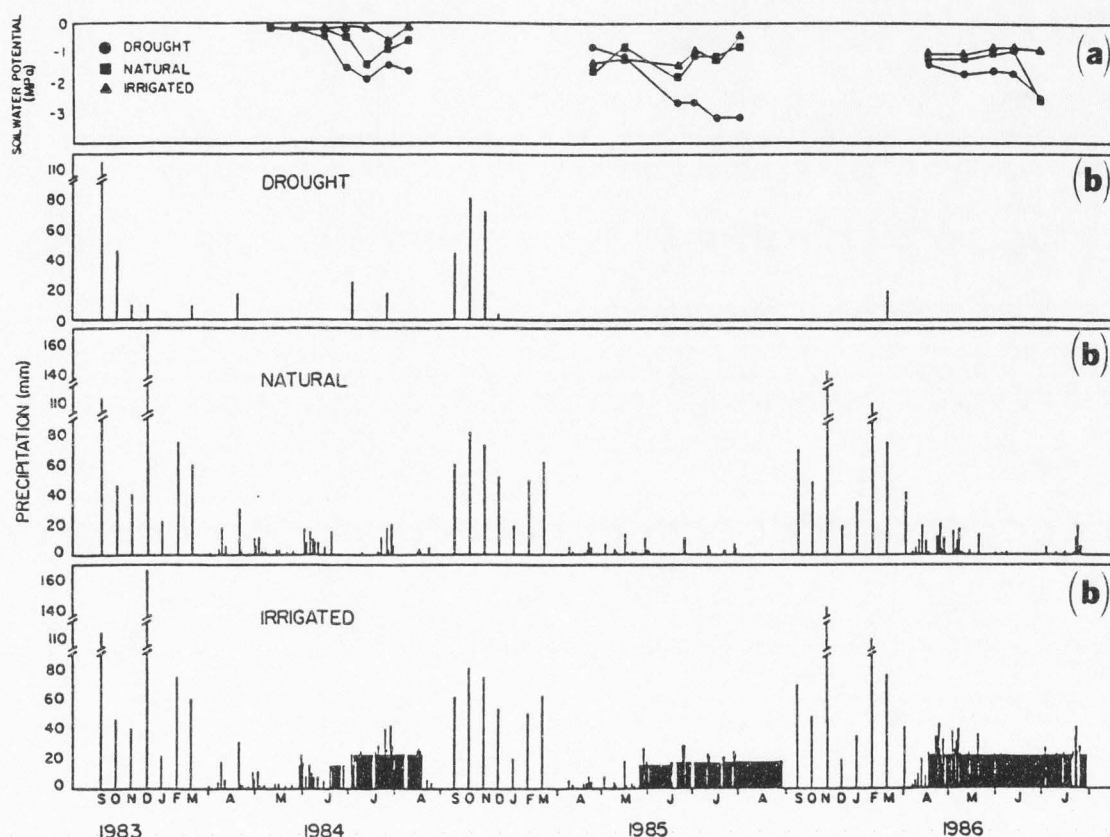 SOILWATER POTENTIAL
(MPa)
0
-1
-2
-3
DROUGHT
NATURAL
IRRIGATED
(a)
PRECIPITATION (mm)
110
80
60
40
20
0
DROUGHT
(b)
160
140
110
80
60
40
20
0
NATURAL
(b)
160
140
110
80
60
40
20
0
IRRIGATED
(b)
S O N D J F M A M J J A S O N D J F M A M J J A S O N D J F M A M J J
1983 1984 1985 1986